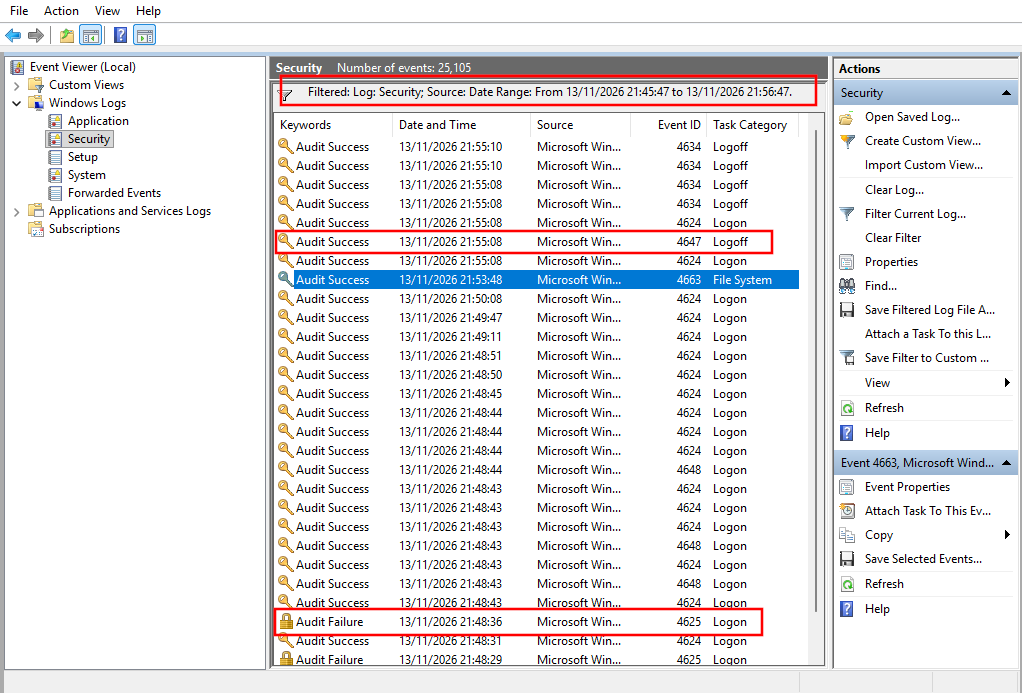 File Action View Help
Event Viewer (Local)
Custom Views
Windows Logs
Application
Security
Setup
System
Forwarded Events
Applications and Services Logs
Subscriptions
Security Number of events: 25,105
Filtered: Log: Security; Source: Date Range: From 13/11/2026 21:45:47 to 13/11/2026 21:56:47.
Keywords Date and Time Source Event ID Task Category
Audit Success 13/11/2026 21:55:10 Microsoft Win... 4634 Logoff
Audit Success 13/11/2026 21:55:10 Microsoft Win... 4634 Logoff
Audit Success 13/11/2026 21:55:08 Microsoft Win... 4634 Logoff
Audit Success 13/11/2026 21:55:08 Microsoft Win... 4634 Logoff
Audit Success 13/11/2026 21:55:08 Microsoft Win... 4624 Logon
Audit Success 13/11/2026 21:55:08 Microsoft Win... 4647 Logoff
Audit Success 13/11/2026 21:55:08 Microsoft Win... 4624 Logon
Audit Success 13/11/2026 21:53:48 Microsoft Win... 4663 File System
Audit Success 13/11/2026 21:50:08 Microsoft Win... 4624 Logon
Audit Success 13/11/2026 21:49:47 Microsoft Win... 4624 Logon
Audit Success 13/11/2026 21:49:11 Microsoft Win... 4624 Logon
Audit Success 13/11/2026 21:48:51 Microsoft Win... 4624 Logon
Audit Success 13/11/2026 21:48:50 Microsoft Win... 4624 Logon
Audit Success 13/11/2026 21:48:45 Microsoft Win... 4624 Logon
Audit Success 13/11/2026 21:48:44 Microsoft Win... 4624 Logon
Audit Success 13/11/2026 21:48:44 Microsoft Win... 4624 Logon
Audit Success 13/11/2026 21:48:44 Microsoft Win... 4624 Logon
Audit Success 13/11/2026 21:48:44 Microsoft Win... 4648 Logon
Audit Success 13/11/2026 21:48:43 Microsoft Win... 4624 Logon
Audit Success 13/11/2026 21:48:43 Microsoft Win... 4624 Logon
Audit Success 13/11/2026 21:48:43 Microsoft Win... 4624 Logon
Audit Success 13/11/2026 21:48:43 Microsoft Win... 4648 Logon
Audit Success 13/11/2026 21:48:43 Microsoft Win... 4624 Logon
Audit Success 13/11/2026 21:48:43 Microsoft Win... 4648 Logon
Audit Success 13/11/2026 21:48:43 Microsoft Win... 4624 Logon
Audit Failure 13/11/2026 21:48:36 Microsoft Win... 4625 Logon
Audit Success 13/11/2026 21:48:31 Microsoft Win... 4624 Logon
Audit Failure 13/11/2026 21:48:29 Microsoft Win... 4625 Logon
Actions
Security
Open Saved Log...
Create Custom View...
Import Custom View...
Clear Log...
Filter Current Log...
Clear Filter
Properties
Find...
Save Filtered Log File A...
Attach a Task To this L...
Save Filter to Custom ...
View
Refresh
Help
Event 4663, Microsoft Wind...
Event Properties
Attach Task To This Ev...
Copy
Save Selected Events...
Refresh
Help